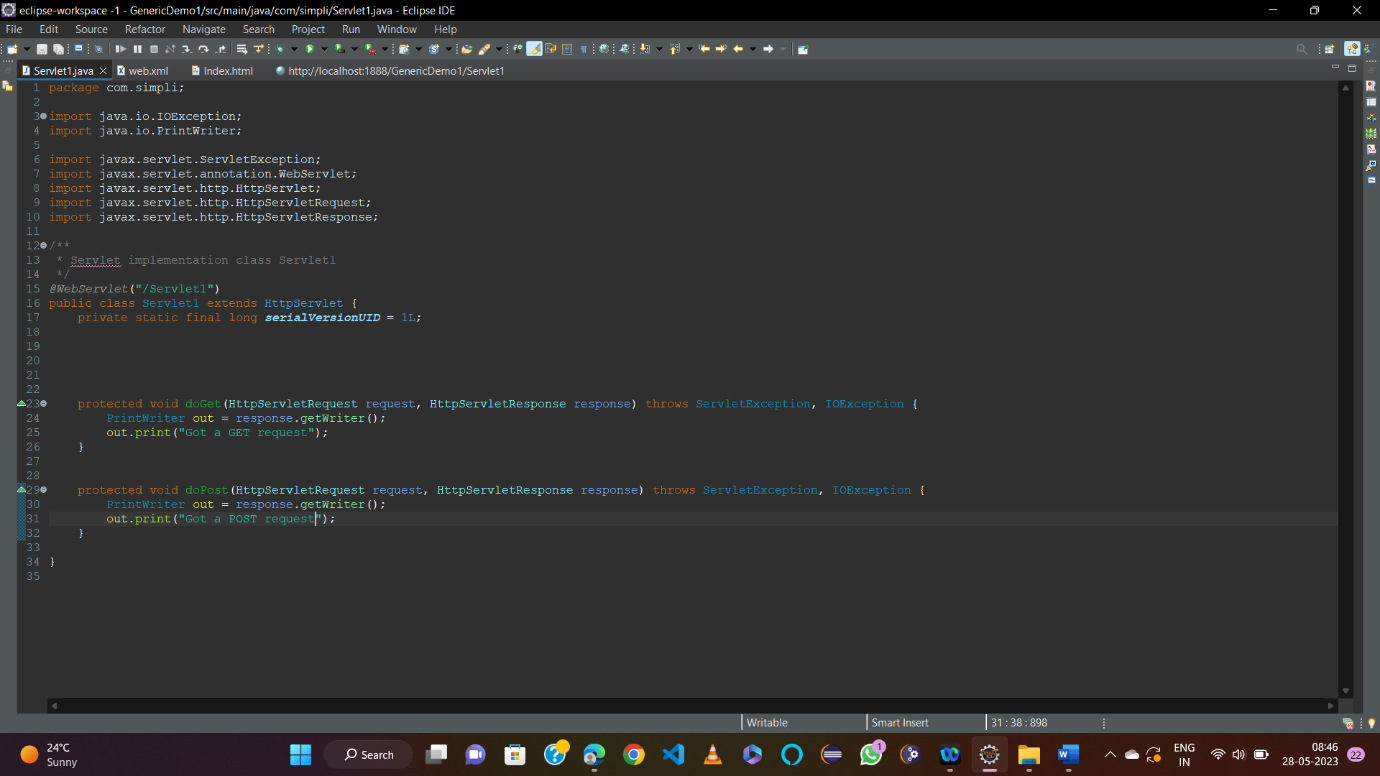 eclipse-workspace -1 - GenericDemo1/src/main/java/com/simpli/Servlet1.java - Eclipse IDE
File Edit Source Refactor Navigate Search Project Run Window Help
Servlet1.java web.xml Index.html http://localhost:1888/GenericDemo1/Servlet1
1 package com.simpli;
2
3 import java.io.IOException;
4 import java.io.PrintWriter;
5
6 import javax.servlet.ServletException;
7 import javax.servlet.annotation.WebServlet;
8 import javax.servlet.http.HttpServlet;
9 import javax.servlet.http.HttpServletRequest;
10 import javax.servlet.http.HttpServletResponse;
11
12 /**
13 * Servlet implementation class Servlet1
14 */
15 @WebServlet("/Servlet1")
16 public class Servlet1 extends HttpServlet {
17 private static final long serialVersionUID = 1L;
18
19
20
21
22
23 protected void doGet(HttpServletRequest request, HttpServletResponse response) throws ServletException, IOException {
24 PrintWriter out = response.getWriter();
25 out.print("Got a GET request");
26 }
27
28
29 protected void doPost(HttpServletRequest request, HttpServletResponse response) throws ServletException, IOException {
30 PrintWriter out = response.getWriter();
31 out.print("Got a POST request");
32 }
33
34 }
35
Writable Smart Insert 31 : 38 : 898
24°C
Sunny
Search
1
ENG
IN
08:46
28-05-2023
22